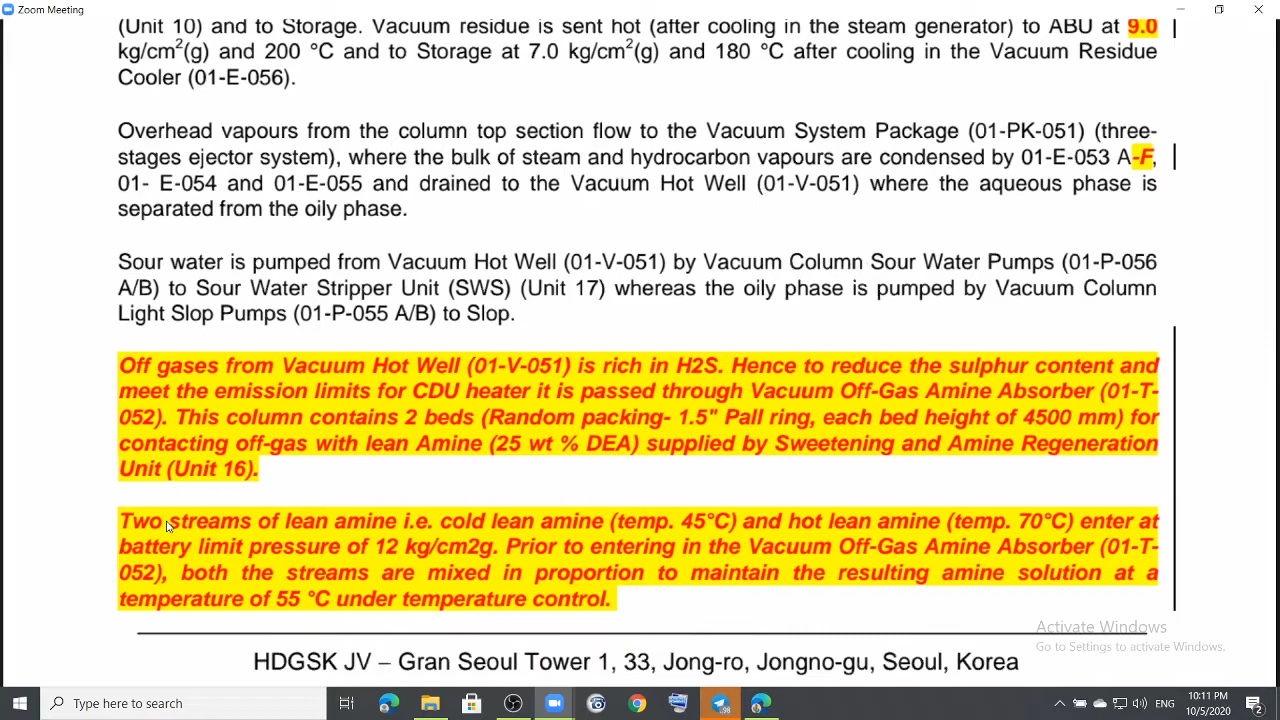 Zoom Meeting
(Unit 10) and to Storage. Vacuum residue is sent hot (after cooling in the steam generator) to ABU at 9.0
kg/cm2(g) and 200 °C and to Storage at 7.0 kg/cm2(g) and 180 °C after cooling in the Vacuum Residue
Cooler (01-E-056).
Overhead vapours from the column top section flow to the Vacuum System Package (01-PK-051) (three-
stages ejector system), where the bulk of steam and hydrocarbon vapours are condensed by 01-E-053 A-F,
01- E-054 and 01-E-055 and drained to the Vacuum Hot Well (01-V-051) where the aqueous phase is
separated from the oily phase.
Sour water is pumped from Vacuum Hot Well (01-V-051) by Vacuum Column Sour Water Pumps (01-P-056
A/B) to Sour Water Stripper Unit (SWS) (Unit 17) whereas the oily phase is pumped by Vacuum Column
Light Slop Pumps (01-P-055 A/B) to Slop.
Off gases from Vacuum Hot Well (01-V-051) is rich in H2S. Hence to reduce the sulphur content and
meet the emission limits for CDU heater it is passed through Vacuum Off-Gas Amine Absorber (01-T-
052). This column contains 2 beds (Random packing- 1.5" Pall ring, each bed height of 4500 mm) for
contacting off-gas with lean Amine (25 wt % DEA) supplied by Sweetening and Amine Regeneration
Unit (Unit 16).
Two streams of lean amine i.e. cold lean amine (temp. 45°C) and hot lean amine (temp. 70°C) enter at
battery limit pressure of 12 kg/cm2g. Prior to entering in the Vacuum Off-Gas Amine Absorber (01-T-
052), both the streams are mixed in proportion to maintain the resulting amine solution at a
temperature of 55 °C under temperature control.
Activate Windows
Go to Settings to activate Windows.
HDGSK JV – Gran Seoul Tower 1, 33, Jong-ro, Jongno-gu, Seoul, Korea
Type here to search
98
ENG
10:11 PM
10/5/2020
2